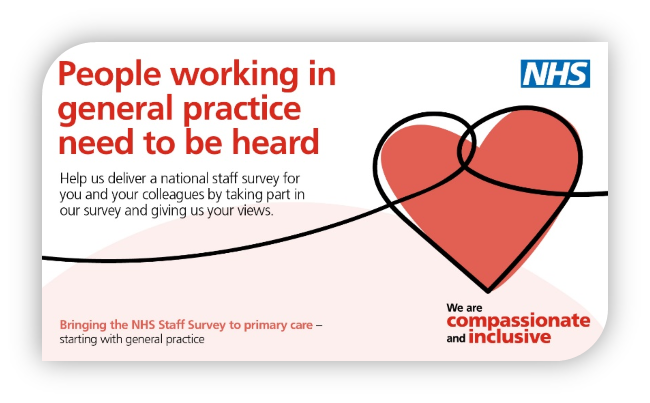 People working in
general practice
need to be heard
NHS
Help us deliver a national staff survey for
you and your colleagues by taking part in
our survey and giving us your views.
Bringing the NHS Staff Survey to primary care –
starting with general practice
We are
compassionate
and inclusive